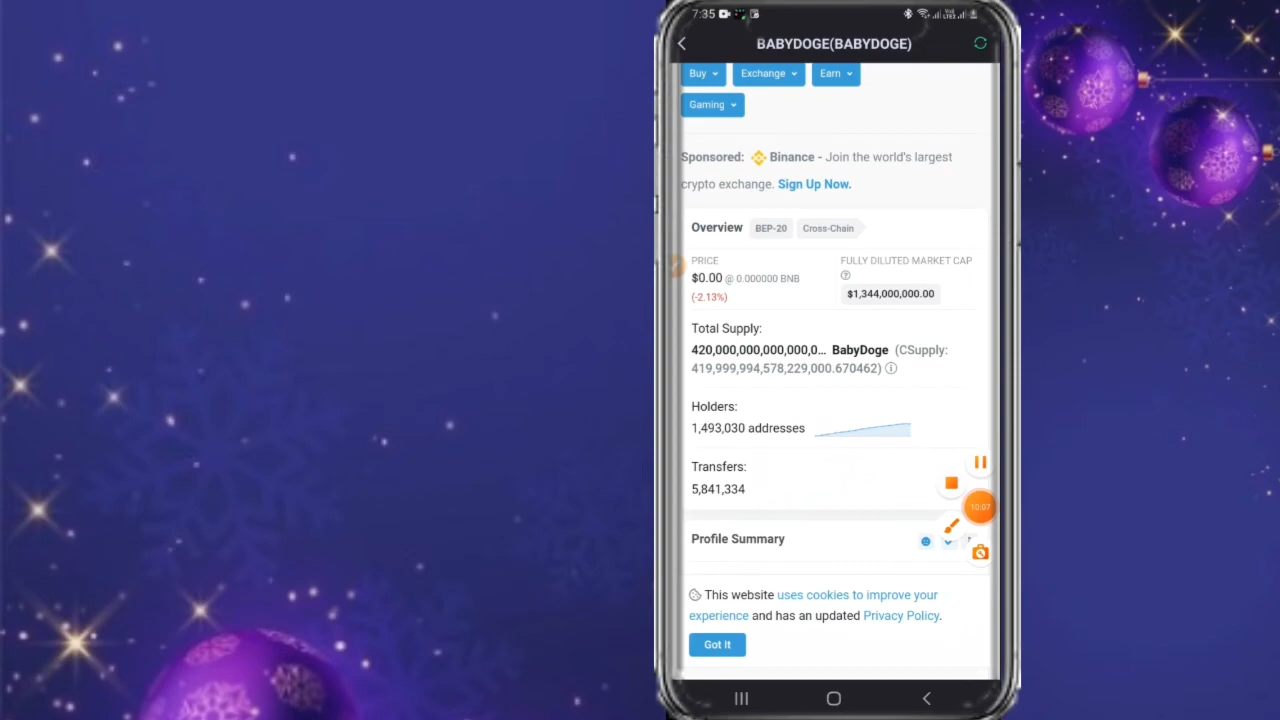 7:35
BABYDOGE(BABYDOGE)
Buy Exchange Earn
Gaming
Sponsored: Binance - Join the world's largest
crypto exchange. Sign Up Now.
Overview BEP-20 Cross-Chain
PRICE
$0.00 @ 0.000000 BNB
(-2.13%)
FULLY DILUTED MARKET CAP
$1,344,000,000.00
Total Supply:
420,000,000,000,000,0... BabyDoge (CSupply:
419,999,994,578,229,000.670462)
Holders:
1,493,030 addresses
Transfers:
5,841,334
10:07
Profile Summary
This website uses cookies to improve your
experience and has an updated Privacy Policy.
Got It